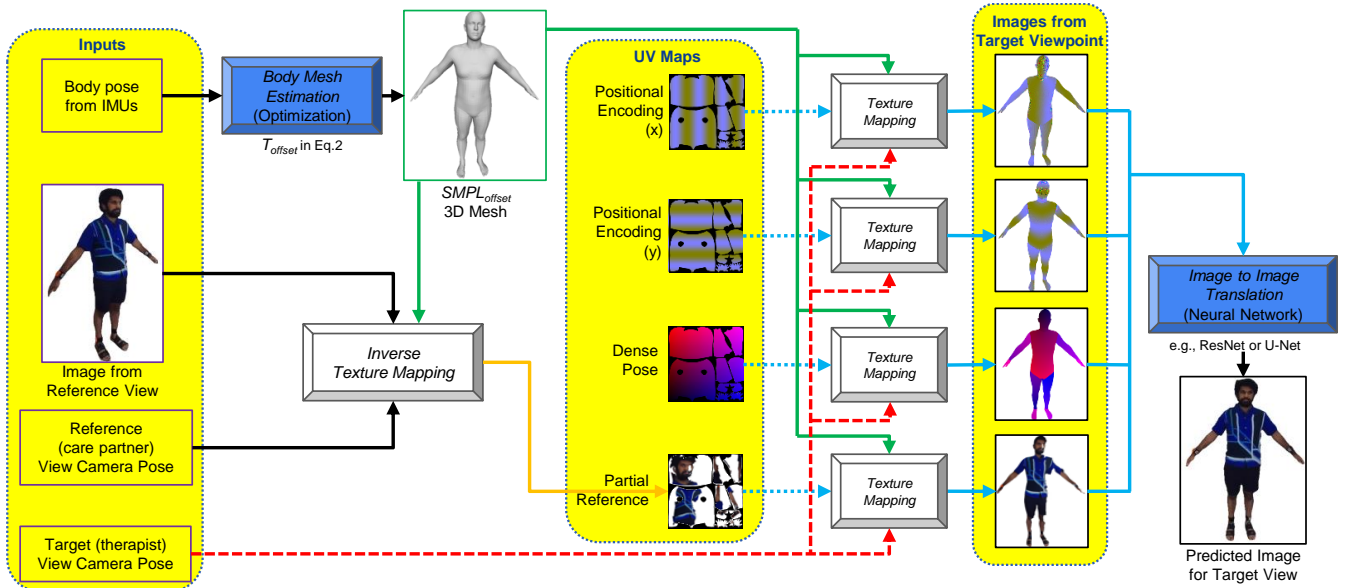 Inputs
Body pose
from IMUs
Image from
Reference View
Reference
(care partner)
View Camera Pose
Target (therapist)
View Camera Pose
Body Mesh
Estimation
(Optimization)
T_offset in Eq.2
SMPL_offset
3D Mesh
Inverse
Texture Mapping
UV Maps
Positional
Encoding
(x)
Positional
Encoding
(y)
Dense
Pose
Partial
Reference
Texture
Mapping
Texture
Mapping
Texture
Mapping
Texture
Mapping
Images from
Target Viewpoint
Image to Image
Translation
(Neural Network)
e.g., ResNet or U-Net
Predicted Image
for Target View